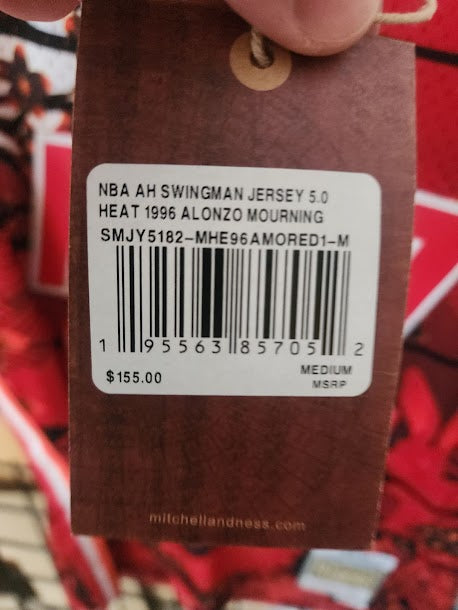 NBA AH SWINGMAN JERSEY 5.0
HEAT 1996 ALONZO MOURNING
SMJY5182-MHE96AMORED1-M
1 95563 85705 2
$155.00
MEDIUM
MSRP
mitchellandness.com